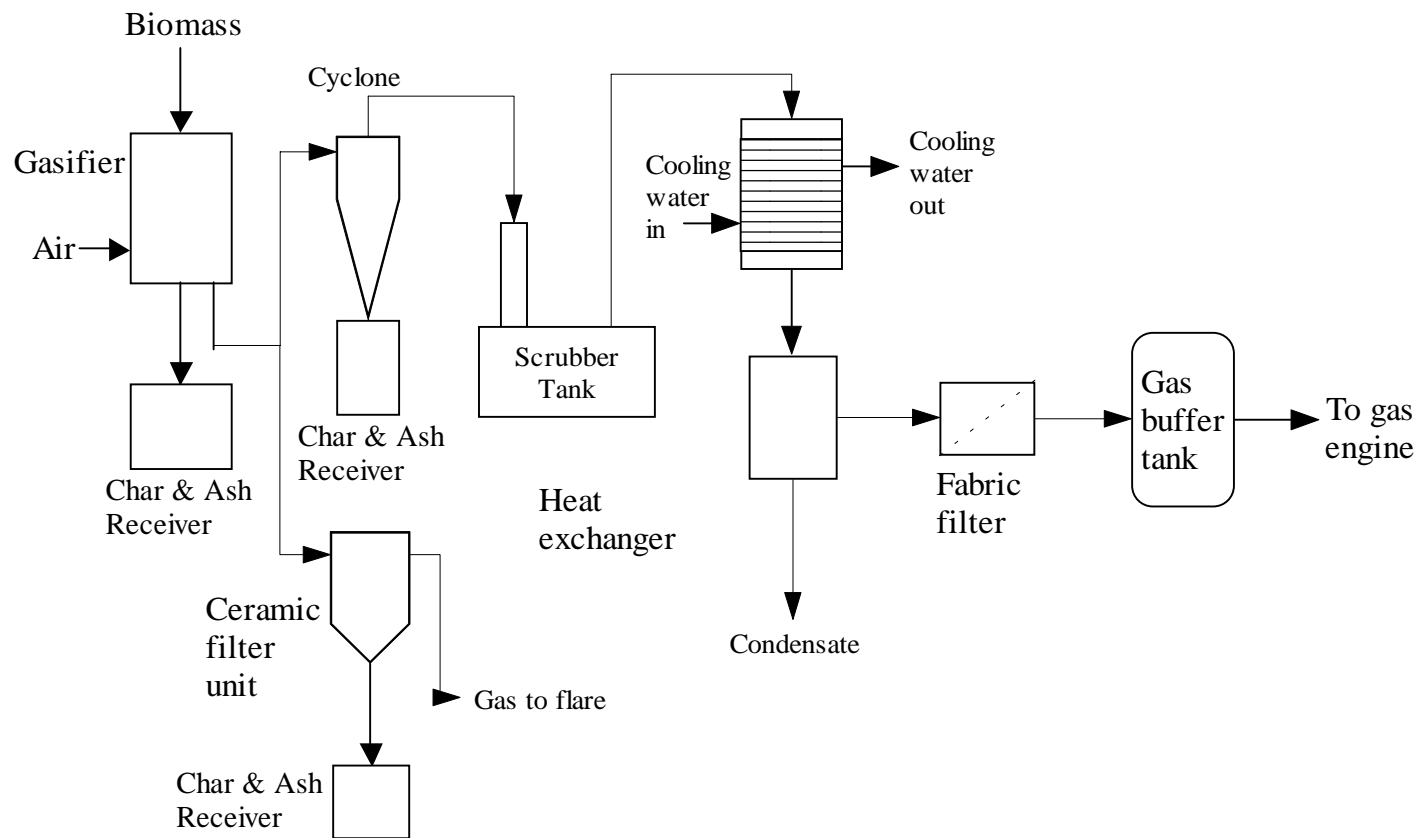 Biomass
Cyclone
Gasifier
Air
Cooling
water
in
Cooling
water
out
Scrubber
Tank
Char & Ash
Receiver
Char & Ash
Receiver
Heat
exchanger
Fabric
filter
Gas
buffer
tank
To gas
engine
Ceramic
filter
unit
Gas to flare
Condensate
Char & Ash
Receiver